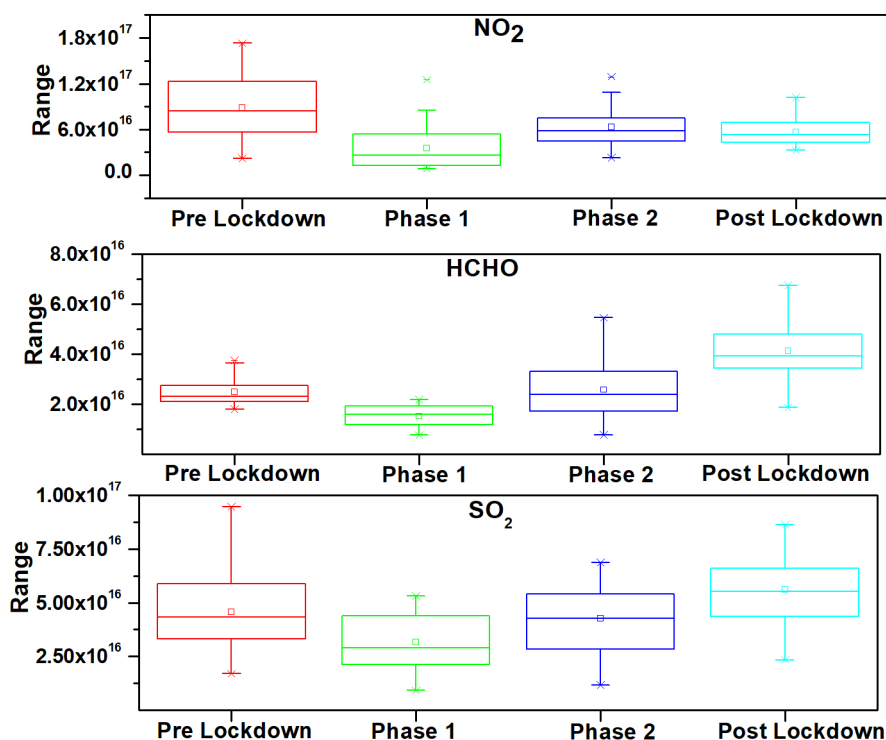 NO2
Range
1.8x10^17
1.2x10^17
6.0x10^16
0.0
Pre Lockdown Phase 1 Phase 2 Post Lockdown
HCHO
Range
8.0x10^16
6.0x10^16
4.0x10^16
2.0x10^16
Pre Lockdown Phase 1 Phase 2 Post Lockdown
SO2
Range
1.00x10^17
7.50x10^16
5.00x10^16
2.50x10^16
Pre Lockdown Phase 1 Phase 2 Post Lockdown